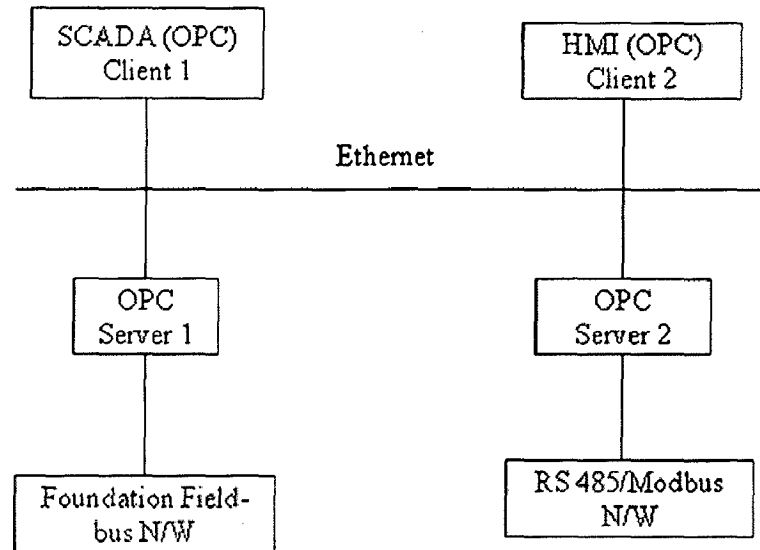 SCADA (OPC)
Client 1
HMI (OPC)
Client 2
Ethernet
OPC
Server 1
OPC
Server 2
Foundation Field-
bus N/W
RS 485/Modbus
N/W